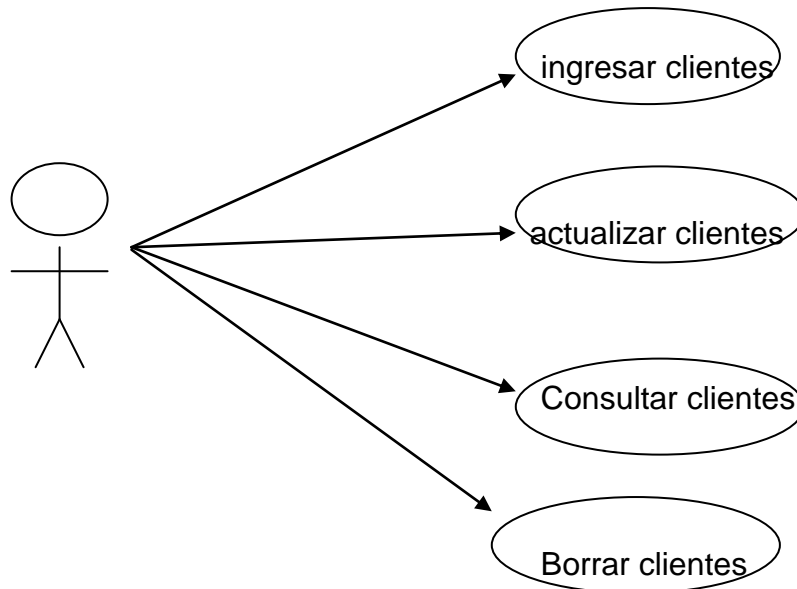 ingresar clientes
actualizar clientes
Consultar clientes
Borrar clientes